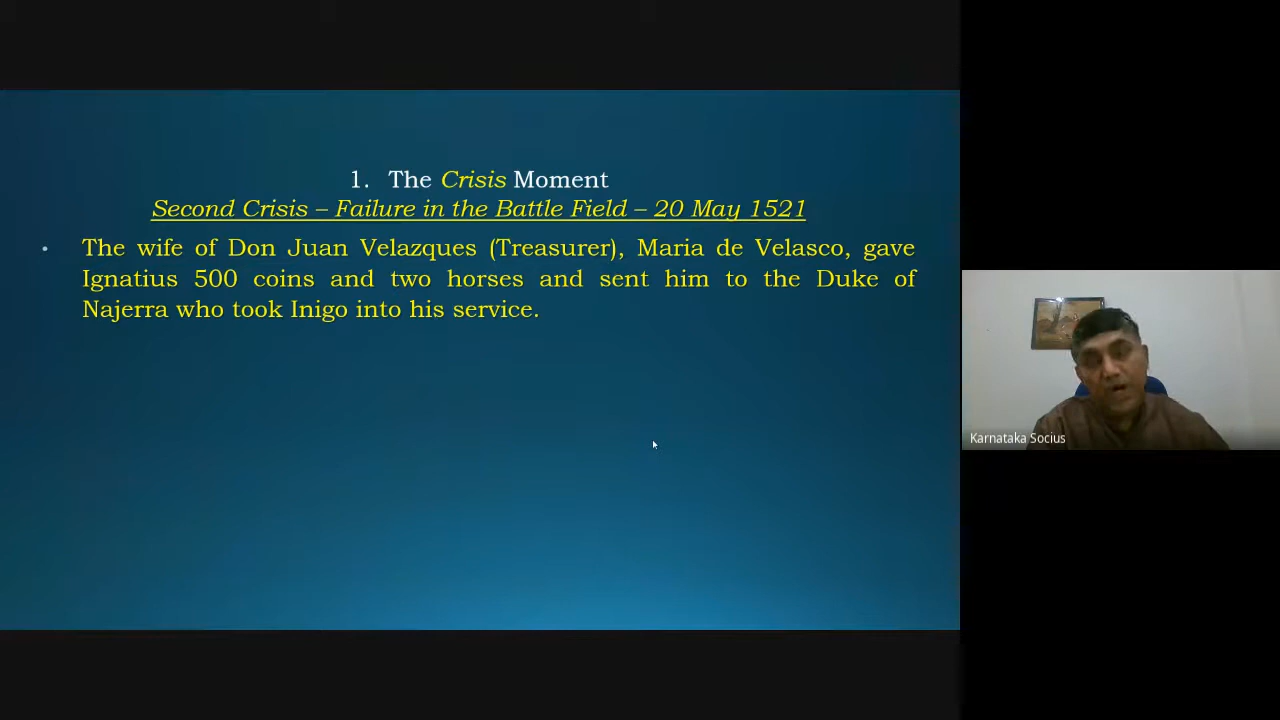 1. The Crisis Moment
Second Crisis – Failure in the Battle Field – 20 May 1521
• The wife of Don Juan Velazques (Treasurer), Maria de Velasco, gave
Ignatius 500 coins and two horses and sent him to the Duke of
Najerra who took Inigo into his service.
Karnataka Socius